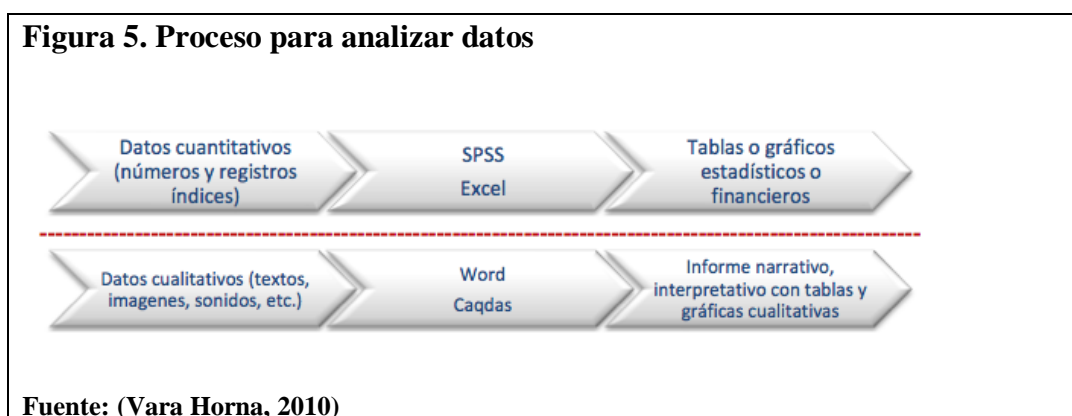 Figura 5. Proceso para analizar datos
Datos cuantitativos
(números y registros
índices)
SPSS
Excel
Tablas o gráficos
estadísticos o
financieros
Datos cualitativos (textos,
imagenes, sonidos, etc.)
Word
Caqdas
Informe narrativo,
interpretativo con tablas y
gráficas cualitativas
Fuente: (Vara Horna, 2010)